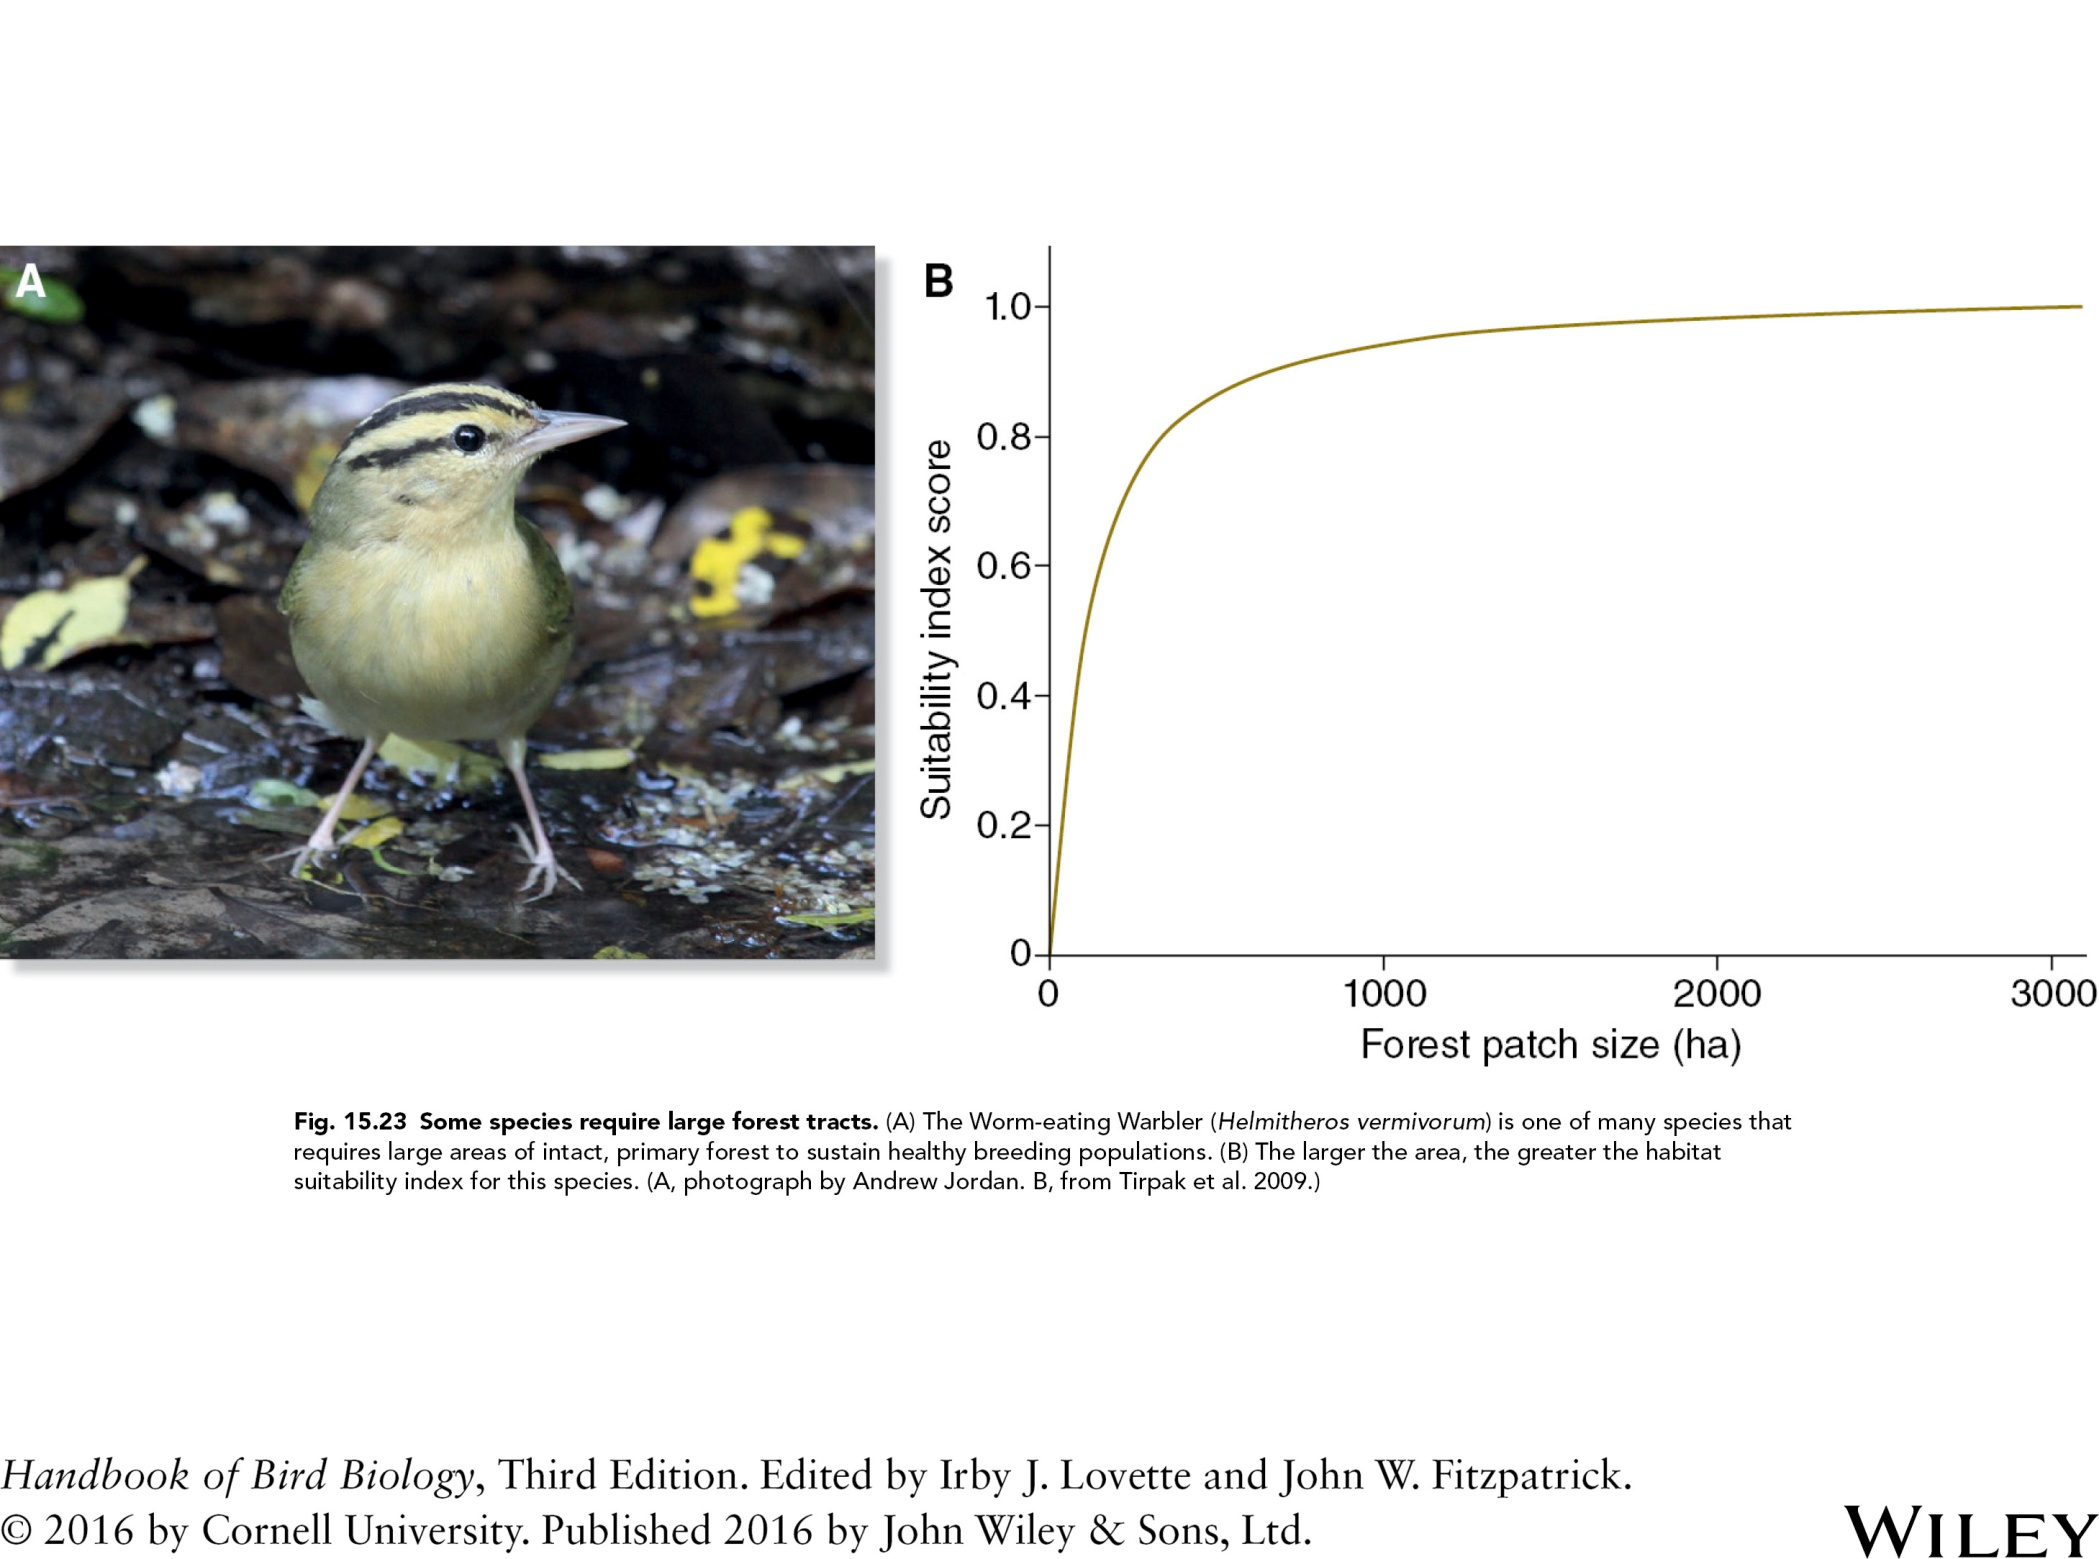 A
B
1.0
0.8
0.6
0.4
0.2
0
Suitability index score
0 1000 2000 3000
Forest patch size (ha)
Fig. 15.23 Some species require large forest tracts. (A) The Worm-eating Warbler (Helmitheros vermivorum) is one of many species that
requires large areas of intact, primary forest to sustain healthy breeding populations. (B) The larger the area, the greater the habitat
suitability index for this species. (A, photograph by Andrew Jordan. B, from Tirpak et al. 2009.)
Handbook of Bird Biology, Third Edition. Edited by Irby J. Lovette and John W. Fitzpatrick.
© 2016 by Cornell University. Published 2016 by John Wiley & Sons, Ltd.
WILEY